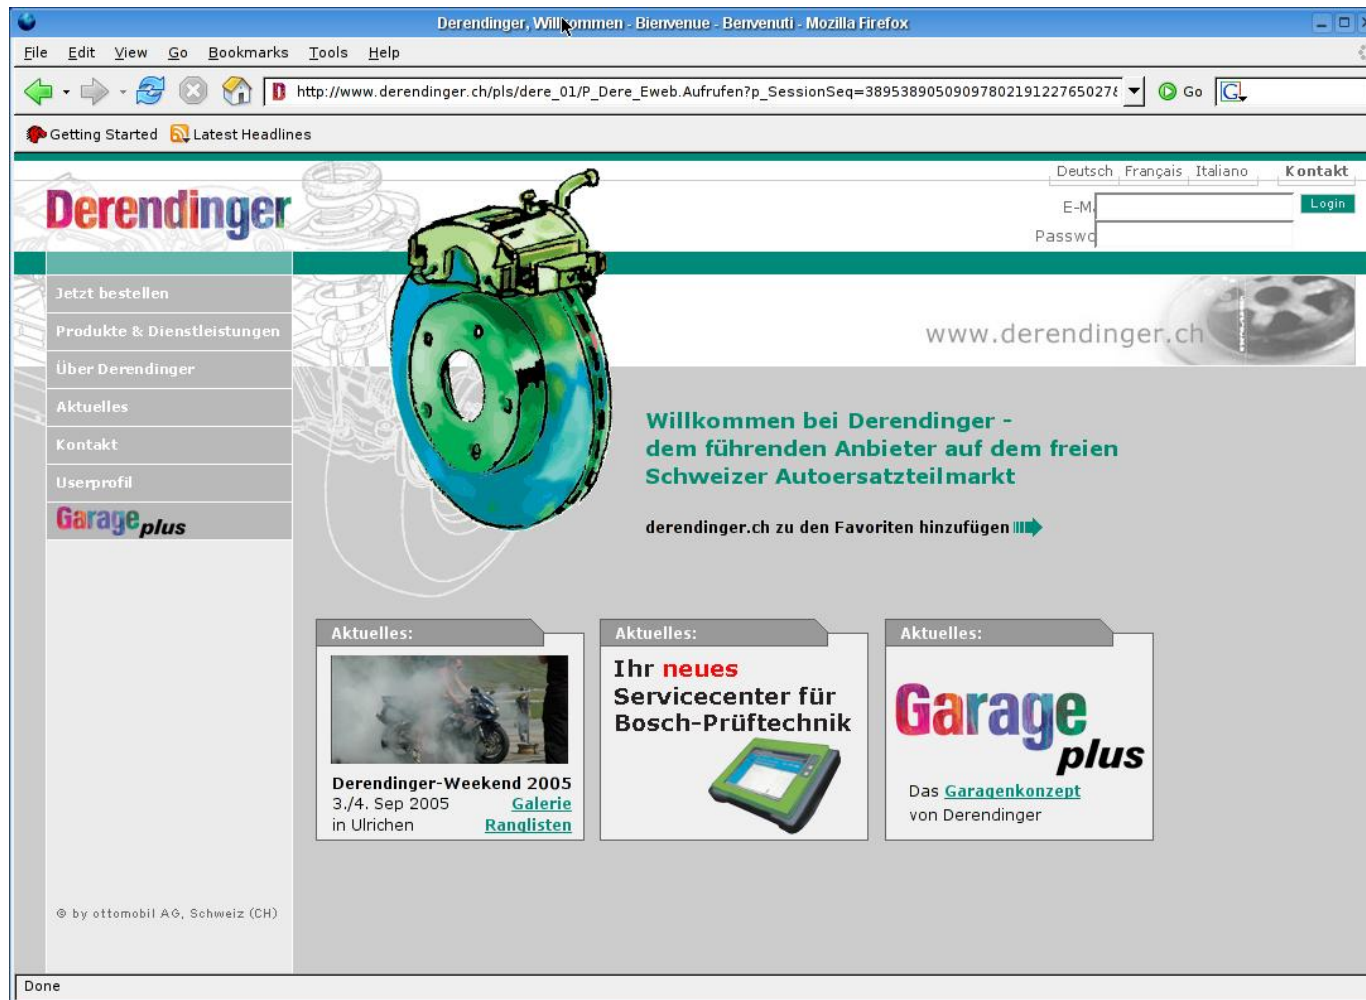 Derendinger, Willkommen - Bienvenue - Benvenuti - Mozilla Firefox
File Edit View Go Bookmarks Tools Help
http://www.derendinger.ch/pls/dere_01/P_Dere_Eweb.Aufrufen?p_SessionSeq=38953890509097802191227650278 Go
Getting Started Latest Headlines
Deutsch Français Italiano Kontakt
Derendinger
E-M
Login
Passwo
Jetzt bestellen
Produkte & Dienstleistungen
Über Derendinger
Aktuelles
Kontakt
Userprofil
Garage plus
www.derendinger.ch
Willkommen bei Derendinger -
dem führenden Anbieter auf dem freien
Schweizer Autoersatzteilmarkt
derendinger.ch zu den Favoriten hinzufügen
Aktuelles:
Derendinger-Weekend 2005
3./4. Sep 2005 Galerie
in Ulrichen Ranglisten
Aktuelles:
Ihr neues
Servicecenter für
Bosch-Prüftechnik
Aktuelles:
Garage
plus
Das Garagenkonzept
von Derendinger
© by ottomobil AG, Schweiz (CH)
Done